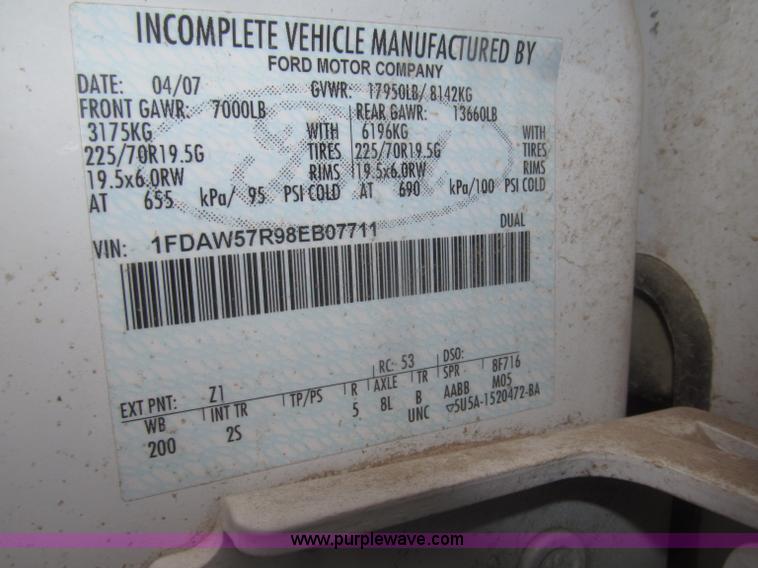 INCOMPLETE VEHICLE MANUFACTURED BY
FORD MOTOR COMPANY
DATE: 04/07 GVWR: 17950LB/ 8142KG
FRONT GAWR: 7000LB REAR GAWR: 13660LB
3175KG WITH 6196KG WITH
225/70R19.5G TIRES 225/70R19.5G TIRES
19.5x6.0RW RIMS 19.5x6.0RW RIMS
AT 655 kPa/ 95 PSI COLD AT 690 kPa/100 PSI COLD
VIN: 1FDAW57R98EB07711 DUAL
EXT PNT: Z1 RC: 53 DSO:
WB INT TR TP/PS R AXLE TR SPR 8F716
200 2S 5 8L B AABB M05
UNC 5U5A-1520472-BA
www.purplewave.com